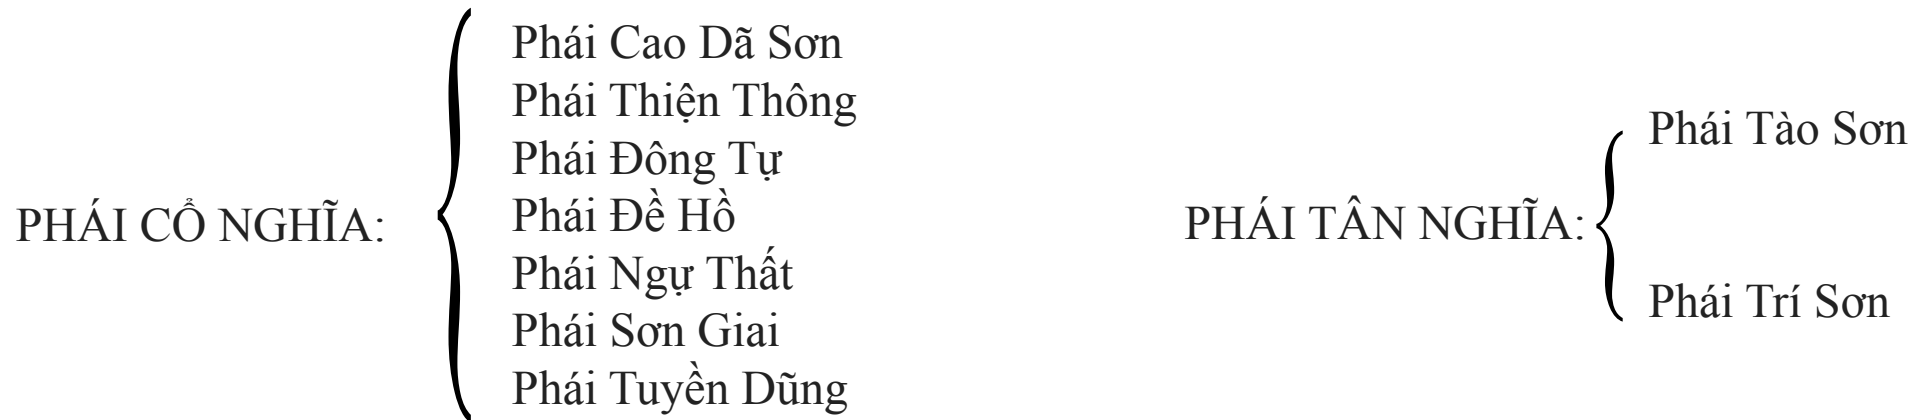 PHÁI CỔ NGHĨA:
Phái Cao Dã Sơn
Phái Thiện Thông
Phái Đông Tự
Phái Đề Hồ
Phái Ngự Thất
Phái Sơn Giai
Phái Tuyền Dũng
PHÁI TÂN NGHĨA:
Phái Tào Sơn
Phái Trí Sơn